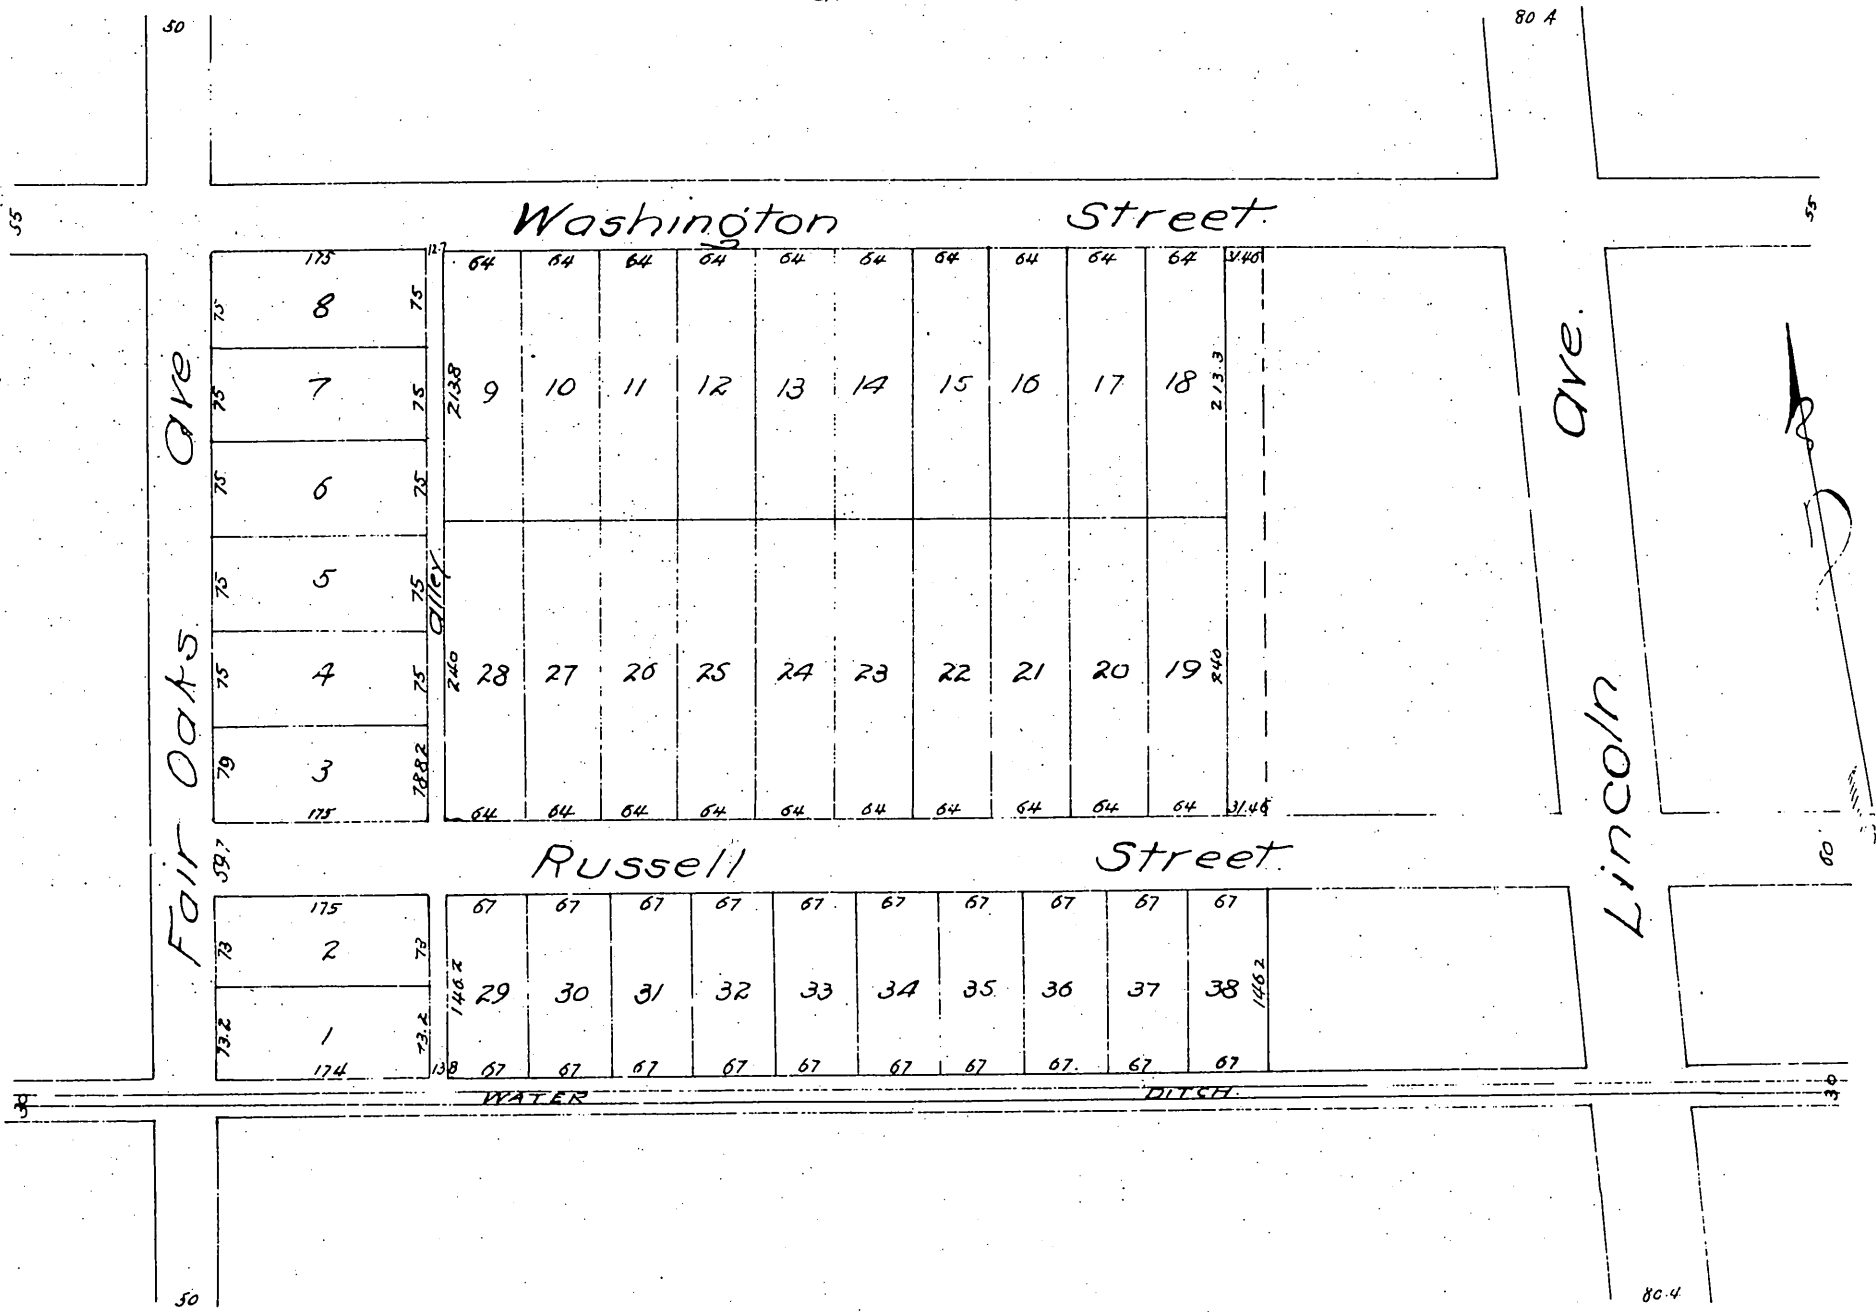 50
80 4
55
Washington Street.
55
175 12.7 64 64 64 64 64 64 64 64 64 64 31.46
75 8 75
75 7 75
213.8 9 10 11 12 13 14 15 16 17 18 213.3
75 6 75
75 5 75
alley
75 4 75
240 28 27 26 25 24 23 22 21 20 19 240
79 3 78.82
175 64 64 64 64 64 64 64 64 64 64 31.46
Fair Oaks Ave.
Lincoln Ave.
59.7
Russell Street.
60
175 67 67 67 67 67 67 67 67 67 67
73 2 73
146.2 29 30 31 32 33 34 35 36 37 38 146.2
73.2 1 73.2
174 13.8 67 67 67 67 67 67 67 67 67 67
30 WATER DITCH. 30
50
80.4